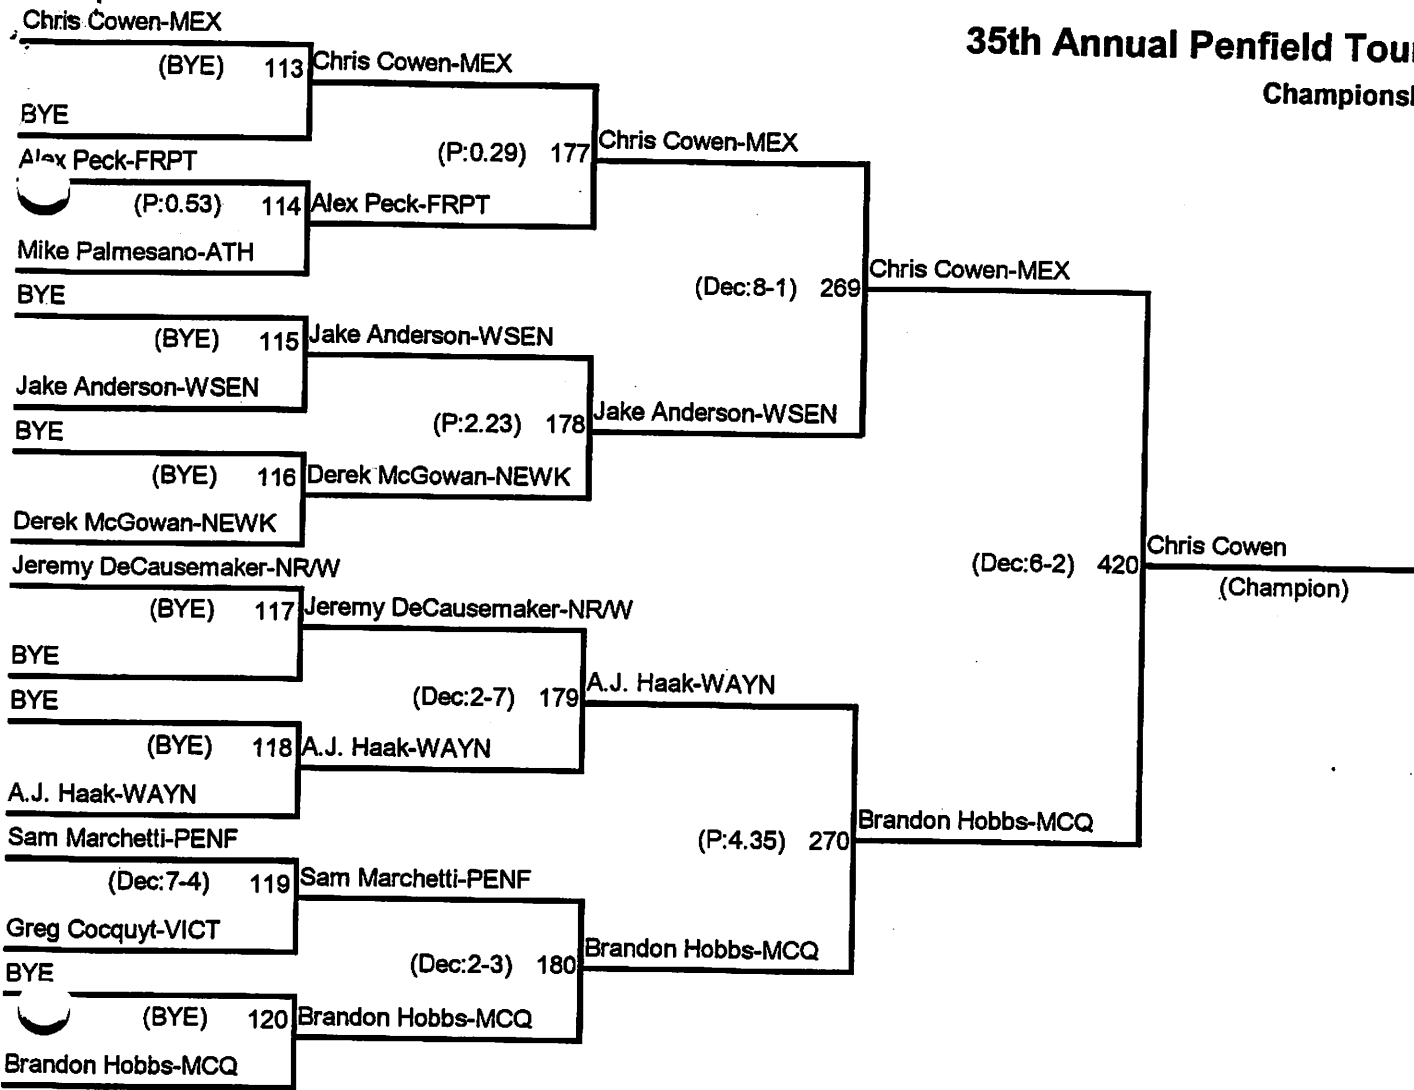 35th Annual Penfield
Chris Cowen-MEX
(BYE) 113
BYE
Chris Cowen-MEX
Alex Peck-FRPT
(P:0.53) 114
Mike Palmesano-ATH
Alex Peck-FRPT
(P:0.29) 177
Chris Cowen-MEX
BYE
(BYE) 115
Jake Anderson-WSEN
Jake Anderson-WSEN
BYE
(BYE) 116
Derek McGowan-NEWK
Derek McGowan-NEWK
(P:2.23) 178
Jake Anderson-WSEN
(Dec:8-1) 269
Chris Cowen-MEX
Jeremy DeCausemaker-NR/W
(BYE) 117
BYE
Jeremy DeCausemaker-NR/W
BYE
(BYE) 118
A.J. Haak-WAYN
A.J. Haak-WAYN
(Dec:2-7) 179
A.J. Haak-WAYN
Sam Marchetti-PENF
(Dec:7-4) 119
Greg Cocquyt-VICT
Sam Marchetti-PENF
BYE
(BYE) 120
Brandon Hobbs-MCQ
Brandon Hobbs-MCQ
(Dec:2-3) 180
Brandon Hobbs-MCQ
(P:4.35) 270
Brandon Hobbs-MCQ
(Dec:6-2) 420
Chris Cowen
(Champion)